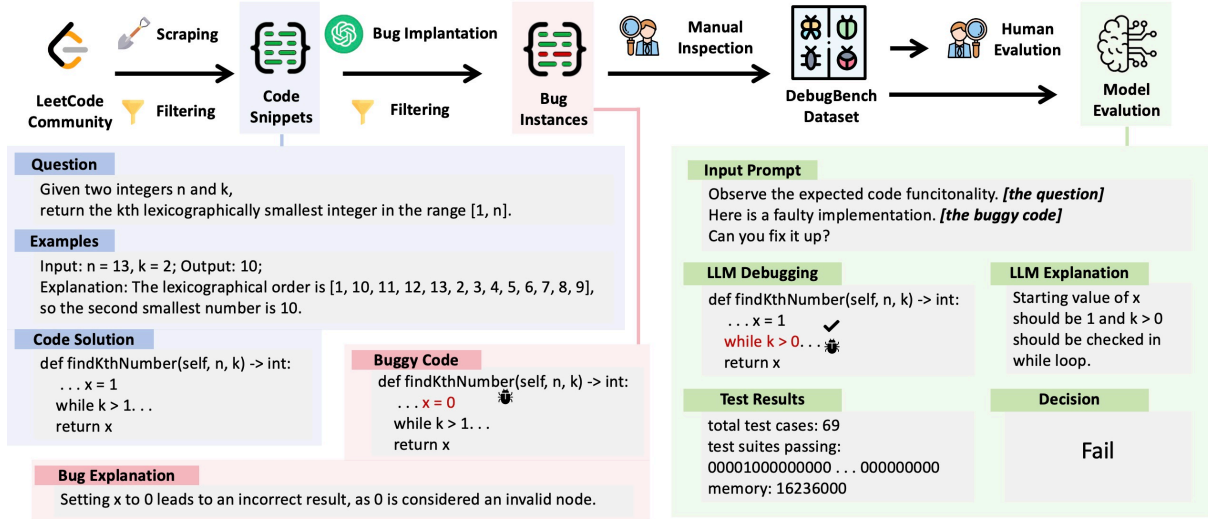 LeetCode
Community
Scraping
Filtering
Code
Snippets
Bug Implantation
Filtering
Bug
Instances
Manual
Inspection
DebugBench
Dataset
Human
Evalution
Model
Evalution
Question
Given two integers n and k,
return the kth lexicographically smallest integer in the range [1, n].
Examples
Input: n = 13, k = 2; Output: 10;
Explanation: The lexicographical order is [1, 10, 11, 12, 13, 2, 3, 4, 5, 6, 7, 8, 9],
so the second smallest number is 10.
Code Solution
def findKthNumber(self, n, k) -> int:
. . . x = 1
while k > 1. . .
return x
Buggy Code
def findKthNumber(self, n, k) -> int:
. . . x = 0
while k > 1. . .
return x
Bug Explanation
Setting x to 0 leads to an incorrect result, as 0 is considered an invalid node.
Input Prompt
Observe the expected code funcitonality. [the question]
Here is a faulty implementation. [the buggy code]
Can you fix it up?
LLM Debugging
def findKthNumber(self, n, k) -> int:
. . . x = 1
while k > 0. . .
return x
LLM Explanation
Starting value of x
should be 1 and k > 0
should be checked in
while loop.
Test Results
total test cases: 69
test suites passing:
00001000000000 . . . 000000000
memory: 16236000
Decision
Fail